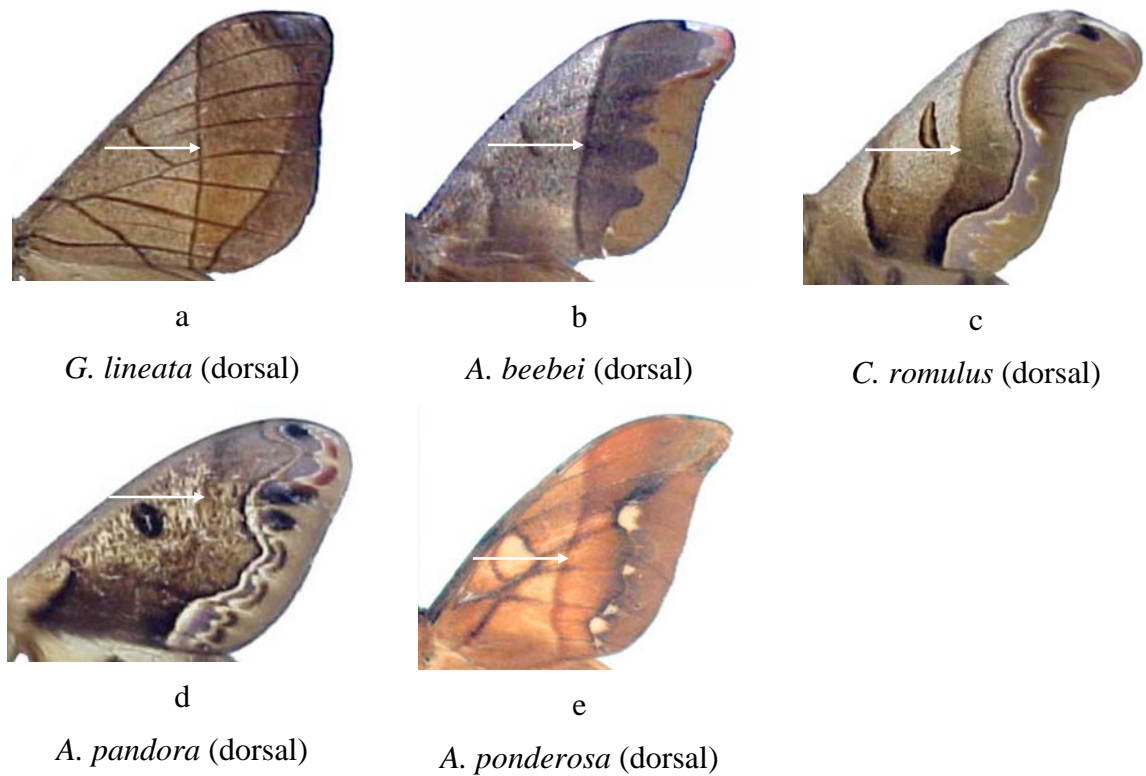 a
G. lineata (dorsal)
b
A. beebei (dorsal)
c
C. romulus (dorsal)
d
A. pandora (dorsal)
e
A. ponderosa (dorsal)